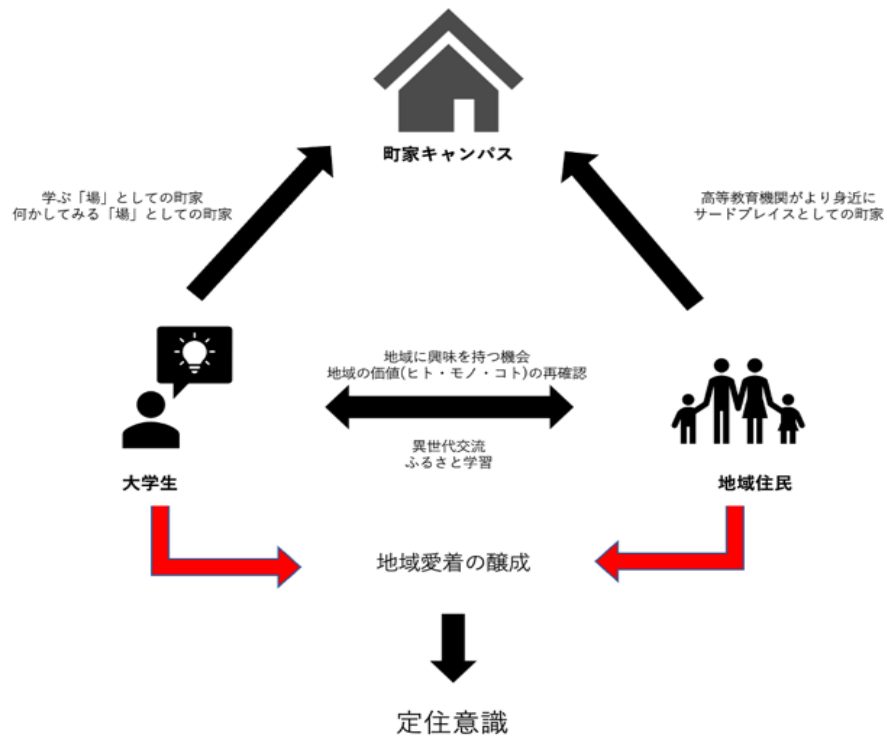 町家キャンパス
学ぶ「場」としての町家
何かしてみる「場」としての町家
高等教育機関がより身近に
サードプレイスとしての町家
地域に興味を持つ機会
地域の価値(ヒト・モノ・コト)の再確認
異世代交流
ふるさと学習
大学生
地域住民
地域愛着の醸成
定住意識